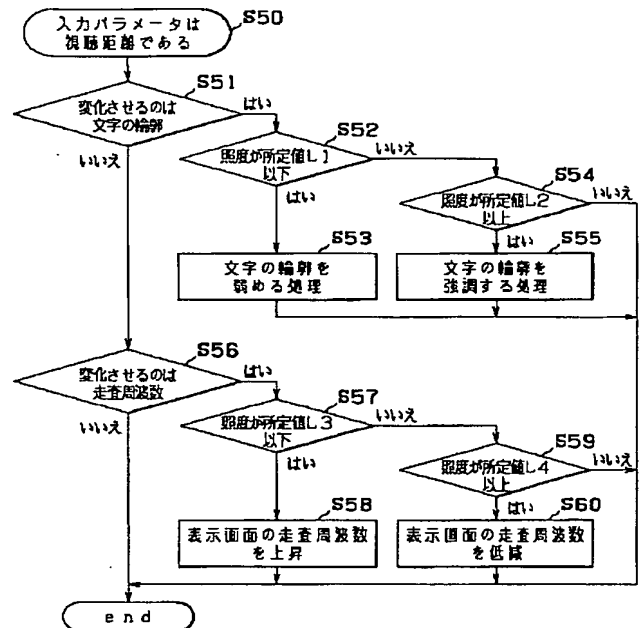 入力パラメータは
視聴距離である
S50
S51
変化させるのは
文字の輪郭
はい
いいえ
S52
照度が所定値L1
以下
いいえ
はい
S54
照度が所定値L2
以上
いいえ
はい
S53
文字の輪郭を
弱める処理
S55
文字の輪郭を
強調する処理
S56
変化させるのは
走査周波数
はい
いいえ
S57
照度が所定値L3
以下
いいえ
はい
S59
照度が所定値L4
以上
いいえ
はい
S58
表示画面の走査周波数
を上昇
S60
表示画面の走査周波数
を低減
end